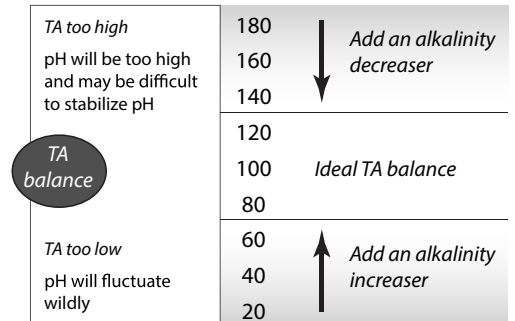 TA too high
pH will be too high
and may be difficult
to stabilize pH
TA
balance
TA too low
pH will fluctuate
wildly
180
160
140
120
100
80
60
40
20
Add an alkalinity
decreaser
Ideal TA balance
Add an alkalinity
increaser